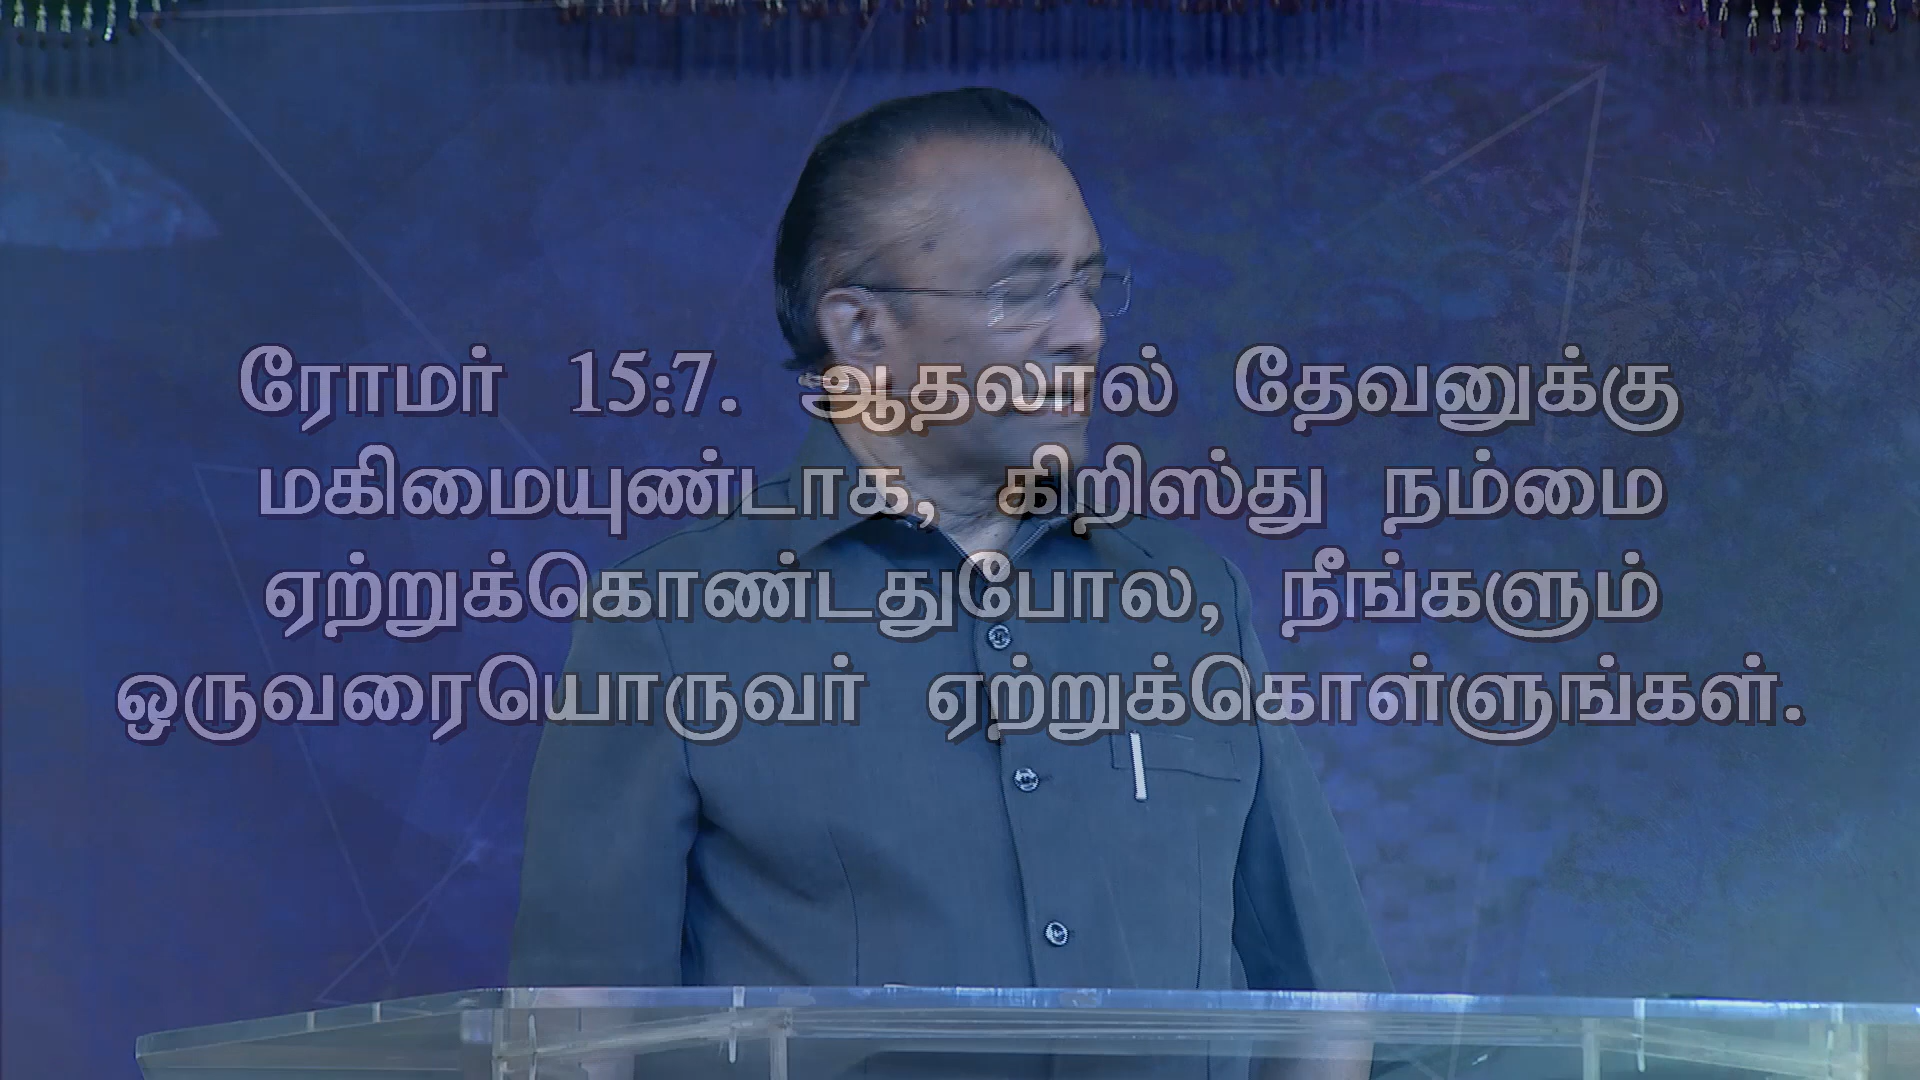 ரோமர் 15:7. ஆதலால் தேவனுக்கு
மகிமையுண்டாக, கிறிஸ்து நம்மை
ஏற்றுக்கொண்டதுபோல, நீங்களும்
ஒருவரையொருவர் ஏற்றுக்கொள்ளுங்கள்.